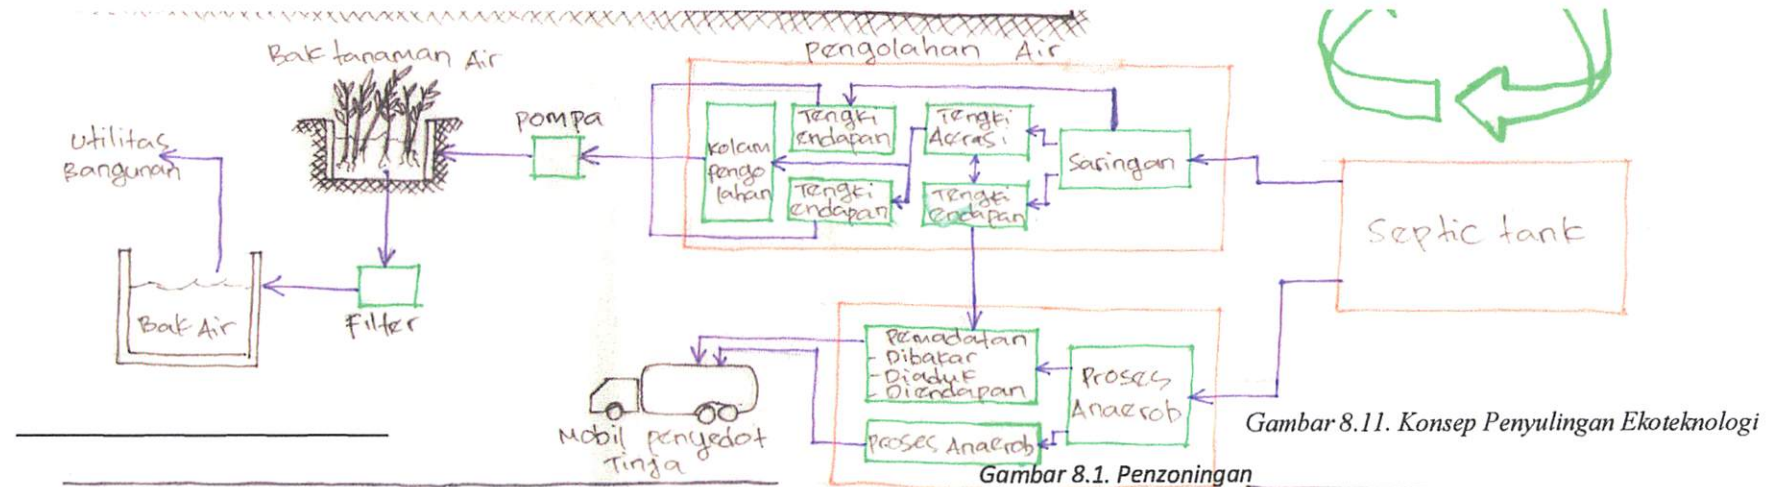 Pengolahan Air
Bak tanaman Air
Utilitas
Bangunan
Pompa
Kolam
Pengo
lahan
Tengki
endapan
Tengki
endapan
Tengki
Aerasi
Tengki
endapan
Saringan
Septic tank
Bak Air
Filter
Pemadatan
- Dibakar
- Diaduk
- Diendapan
Proses
Anaerob
Proses Anaerob
Mobil penyedot
Tinja
Gambar 8.11. Konsep Penyulingan Ekoteknologi
Gambar 8.1. Penzoningan